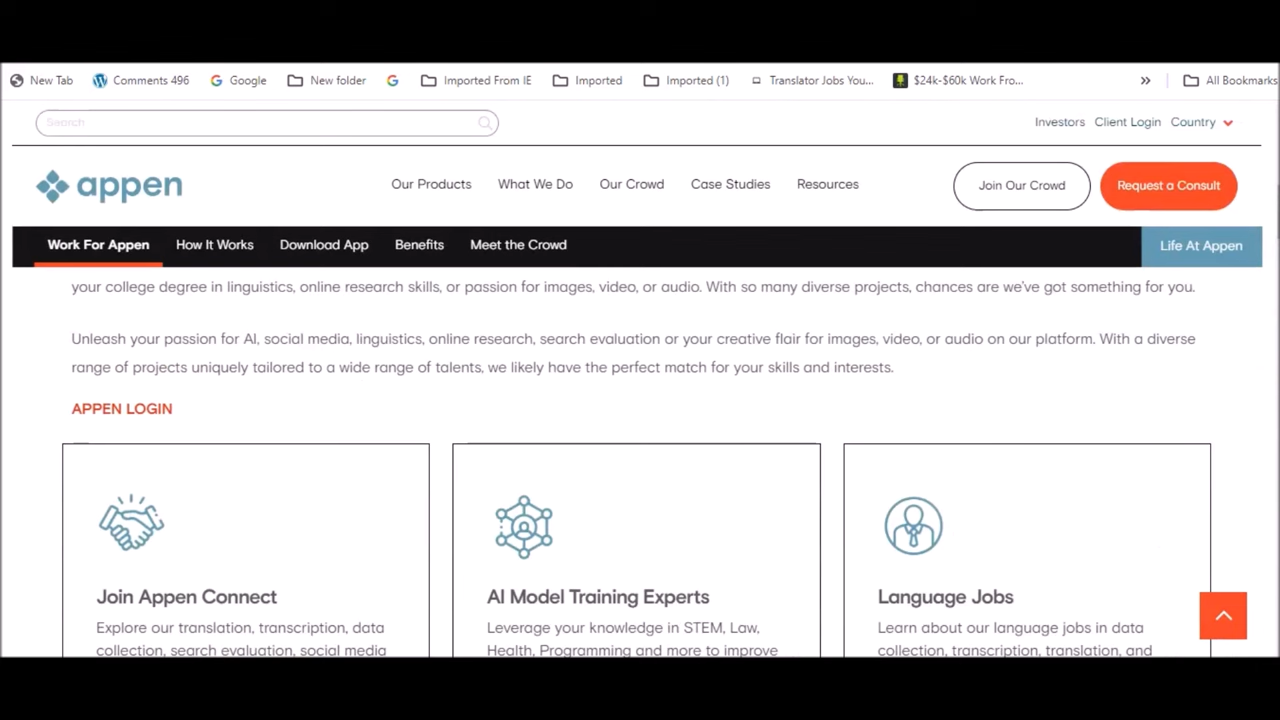 New Tab Comments 496 Google New folder Imported From IE Imported Imported (1) Translator Jobs You... $24k-$60k Work Fro... » All Bookmarks
Search Investors Client Login Country
appen Our Products What We Do Our Crowd Case Studies Resources Join Our Crowd Request a Consult
Work For Appen How It Works Download App Benefits Meet the Crowd Life At Appen
your college degree in linguistics, online research skills, or passion for images, video, or audio. With so many diverse projects, chances are we've got something for you.
Unleash your passion for AI, social media, linguistics, online research, search evaluation or your creative flair for images, video, or audio on our platform. With a diverse
range of projects uniquely tailored to a wide range of talents, we likely have the perfect match for your skills and interests.
APPEN LOGIN
Join Appen Connect
Explore our translation, transcription, data
collection, search evaluation, social media
AI Model Training Experts
Leverage your knowledge in STEM, Law,
Health, Programming and more to improve
Language Jobs
Learn about our language jobs in data
collection, transcription, translation, and